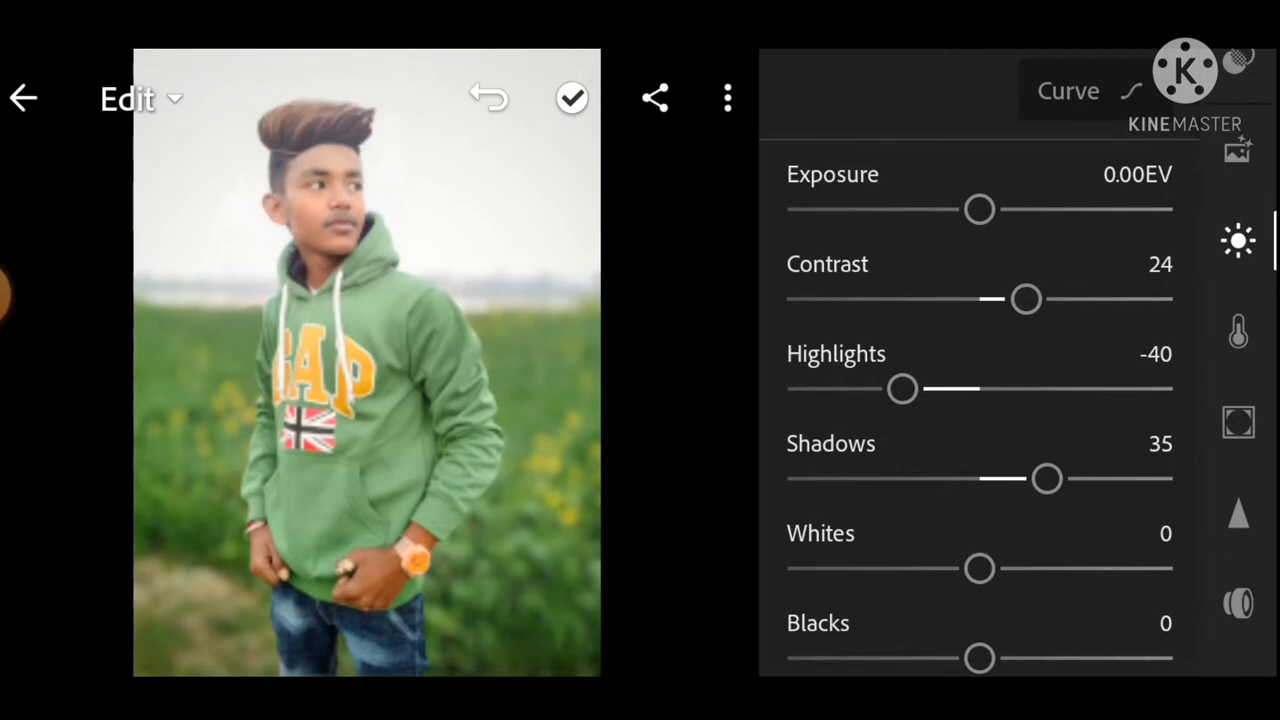 Edit
Curve
KINEMASTER
Exposure 0.00EV
Contrast 24
Highlights -40
Shadows 35
Whites 0
Blacks 0
GAP